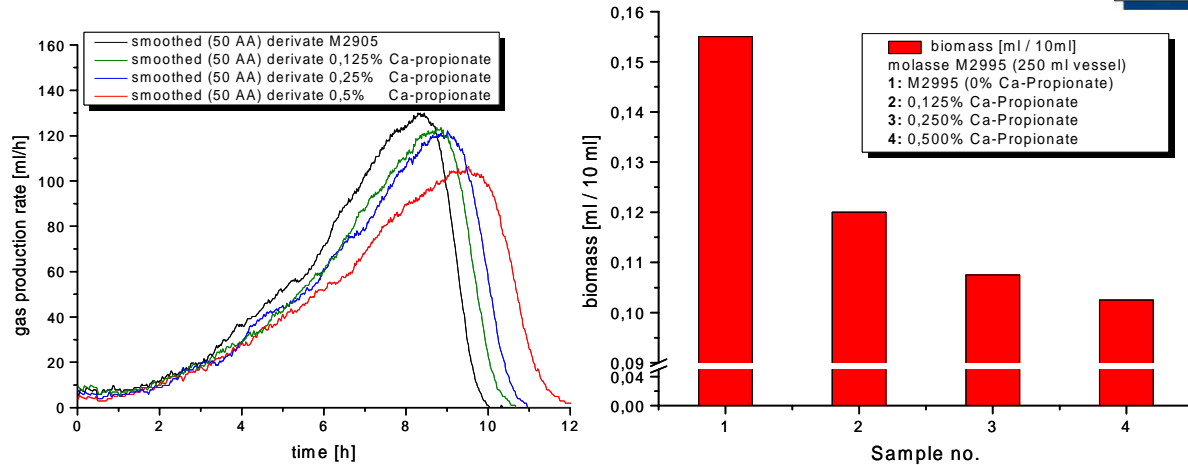 160
140
120
100
80
60
40
20
0
0
2
4
6
8
10
12
gas production rate [ml/h]
time [h]
smoothed (50 AA) derivate M2905
smoothed (50 AA) derivate 0,125% Ca-propionate
smoothed (50 AA) derivate 0,25% Ca-propionate
smoothed (50 AA) derivate 0,5% Ca-propionate
0,16
0,15
0,14
0,13
0,12
0,11
0,10
0,09
0,04
0,00
1
2
3
4
biomass [ml / 10 ml]
Sample no.
biomass [ml / 10ml]
molasse M2995 (250 ml vessel)
1: M2995 (0% Ca-Propionate)
2: 0,125% Ca-Propionate
3: 0,250% Ca-Propionate
4: 0,500% Ca-Propionate